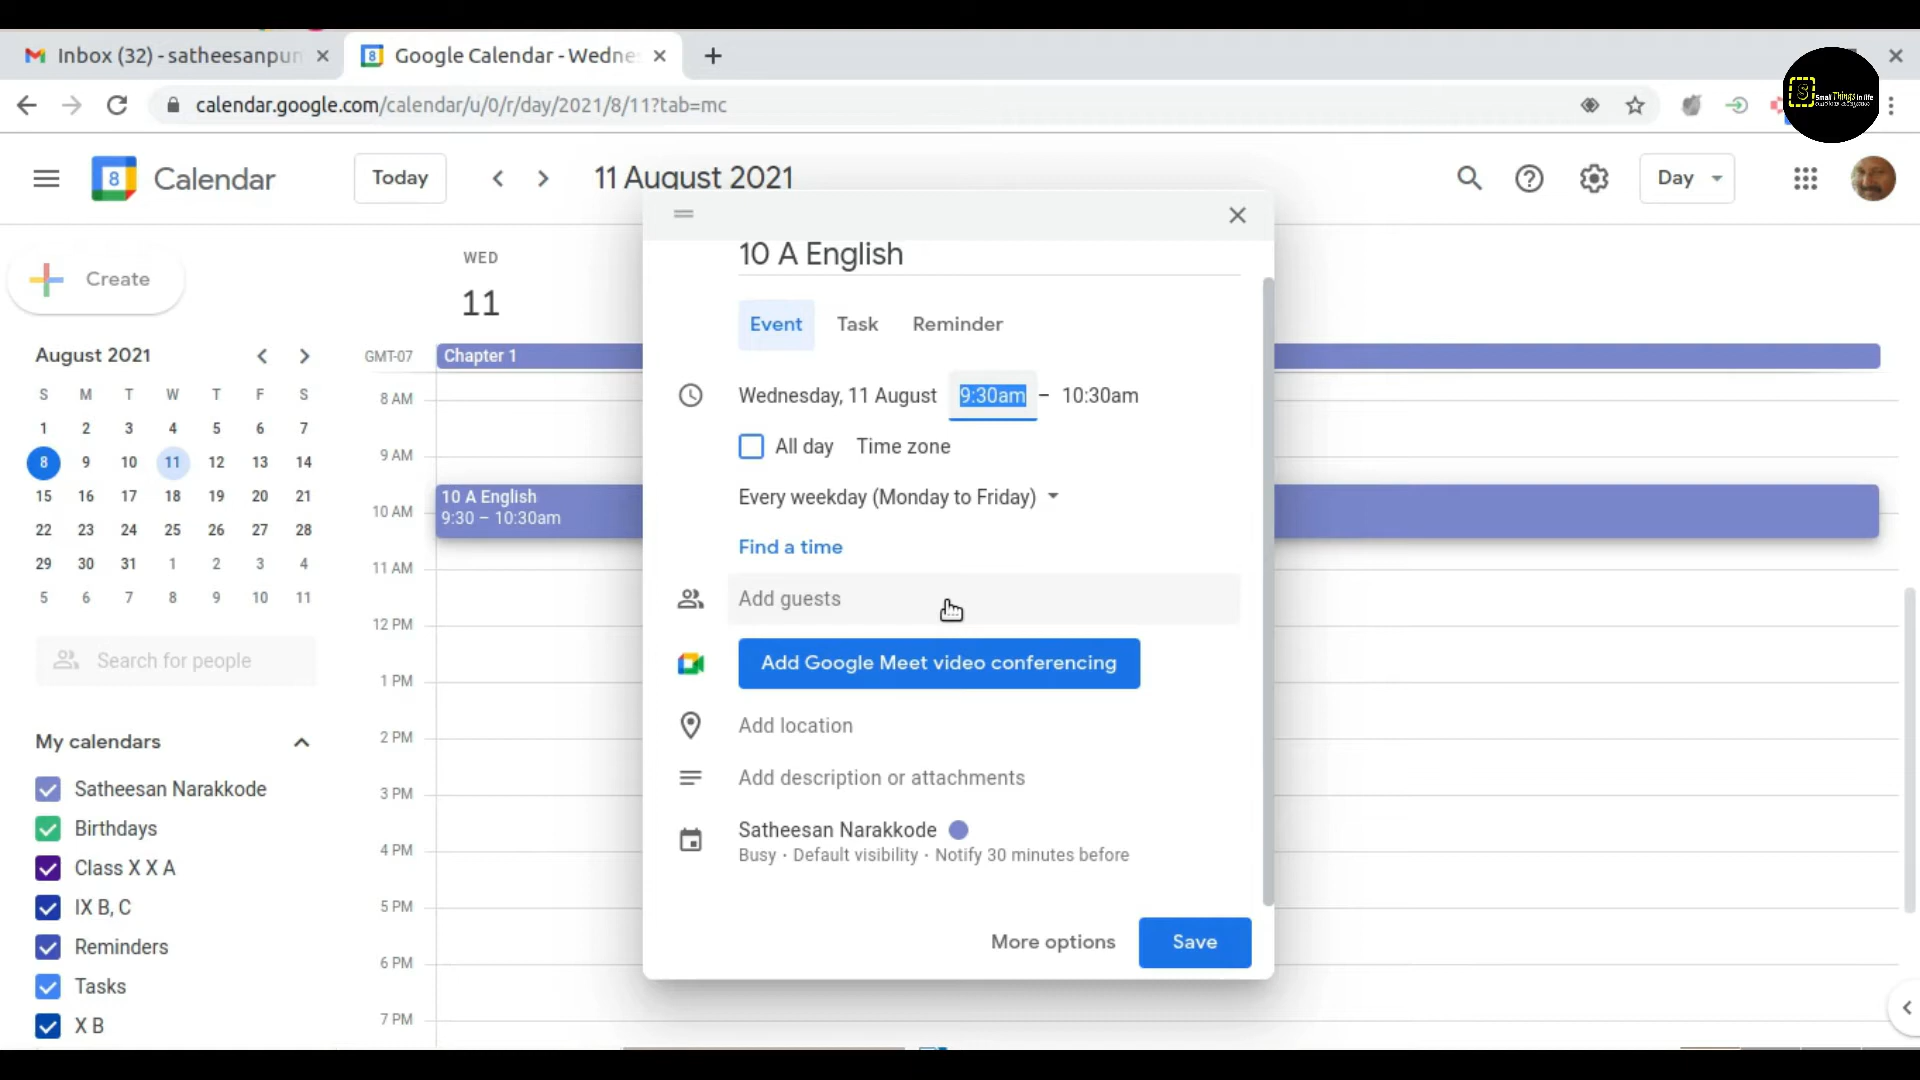 Inbox (32) - satheesanpun
Google Calendar - Wednes
calendar.google.com/calendar/u/0/r/day/2021/8/11?tab=mc
Small Things in life
8 Calendar
Today
11 August 2021
Day
Create
WED
11
August 2021
S M T W T F S
1 2 3 4 5 6 7
8 9 10 11 12 13 14
15 16 17 18 19 20 21
22 23 24 25 26 27 28
29 30 31 1 2 3 4
5 6 7 8 9 10 11
Search for people
My calendars
Satheesan Narakkode
Birthdays
Class X X A
IX B, C
Reminders
Tasks
X B
GMT-07
Chapter 1
8 AM
9 AM
10 AM
11 AM
12 PM
1 PM
2 PM
3 PM
4 PM
5 PM
6 PM
7 PM
10 A English
9:30 – 10:30am
10 A English
Event Task Reminder
Wednesday, 11 August 9:30am – 10:30am
All day Time zone
Every weekday (Monday to Friday)
Find a time
Add guests
Add Google Meet video conferencing
Add location
Add description or attachments
Satheesan Narakkode
Busy · Default visibility · Notify 30 minutes before
More options Save